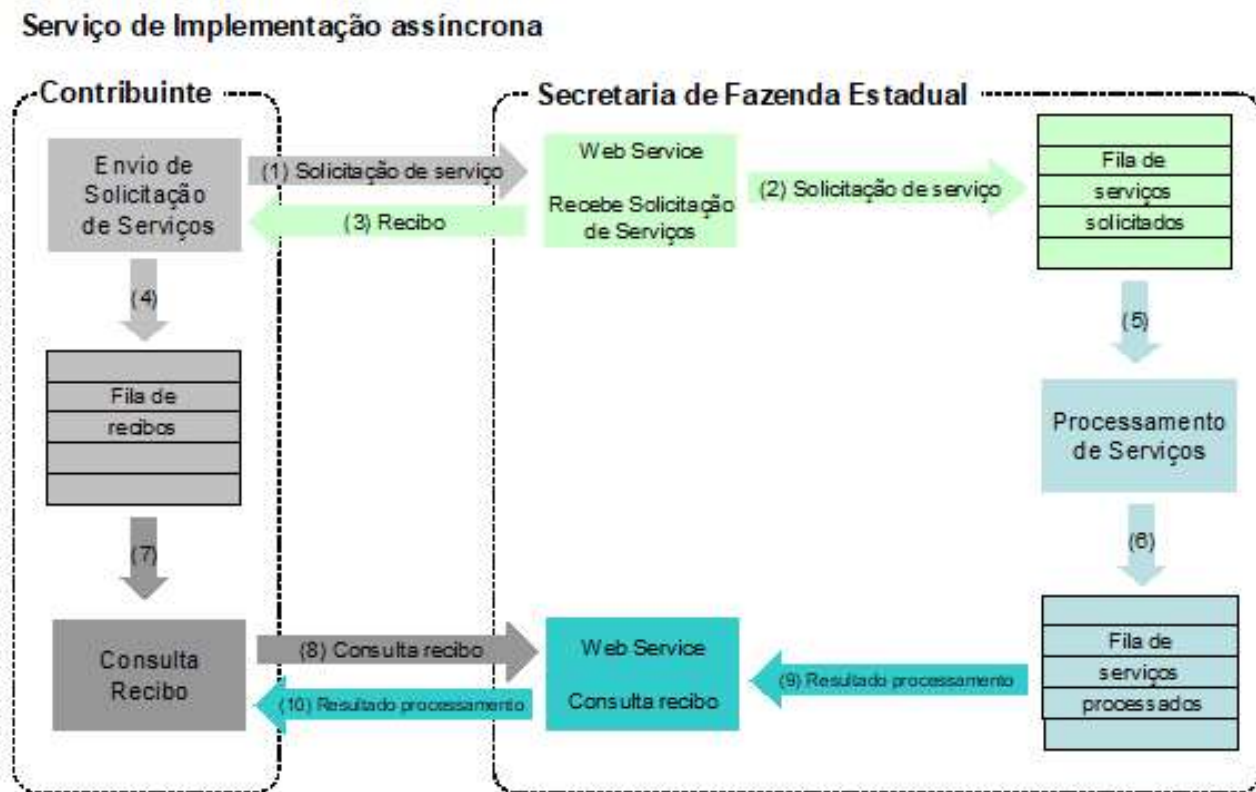 Serviço de Implementação assíncrona
Contribuinte
Secretaria de Fazenda Estadual
Envio de
Solicitação
de Serviços
(1) Solicitação de serviço
(3) Recibo
Web Service
Recebe Solicitação
de Serviços
(2) Solicitação de serviço
Fila de
serviços
solicitados
(4)
(5)
Fila de
recibos
Processamento
de Serviços
(7)
(6)
Consulta
Recibo
(8) Consulta recibo
(10) Resultado processamento
Web Service
Consulta recibo
(9) Resultado processamento
Fila de
serviços
processados